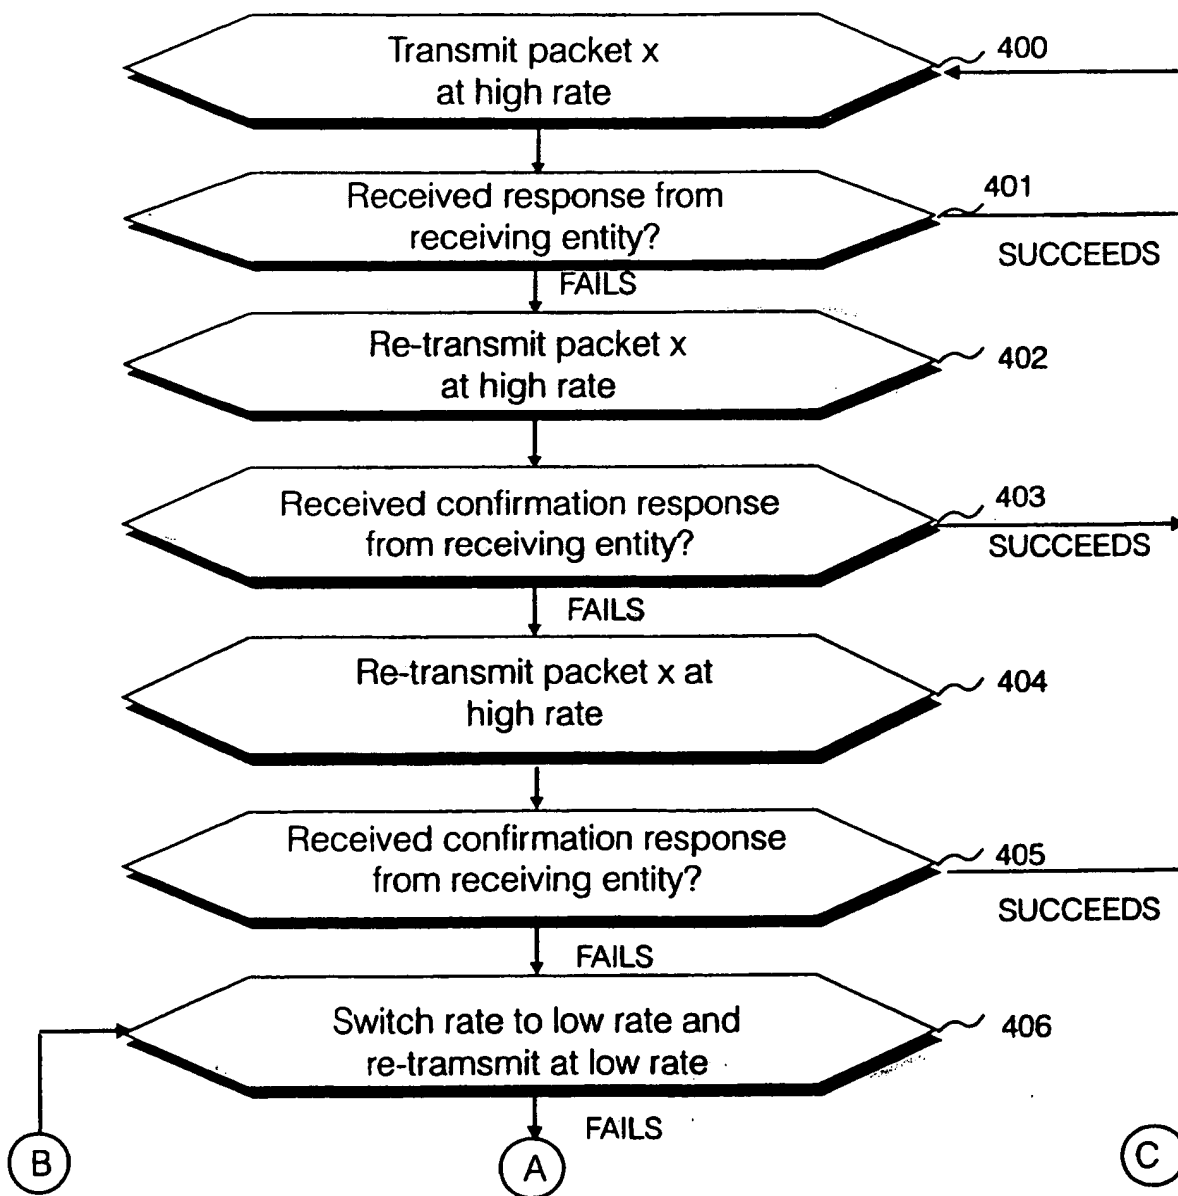 Transmit packet x
at high rate
400
Received response from
receiving entity?
401
SUCCEEDS
FAILS
Re-transmit packet x
at high rate
402
Received confirmation response
from receiving entity?
403
SUCCEEDS
FAILS
Re-transmit packet x at
high rate
404
Received confirmation response
from receiving entity?
405
SUCCEEDS
FAILS
Switch rate to low rate and
re-tramsmit at low rate
406
FAILS
B
A
C